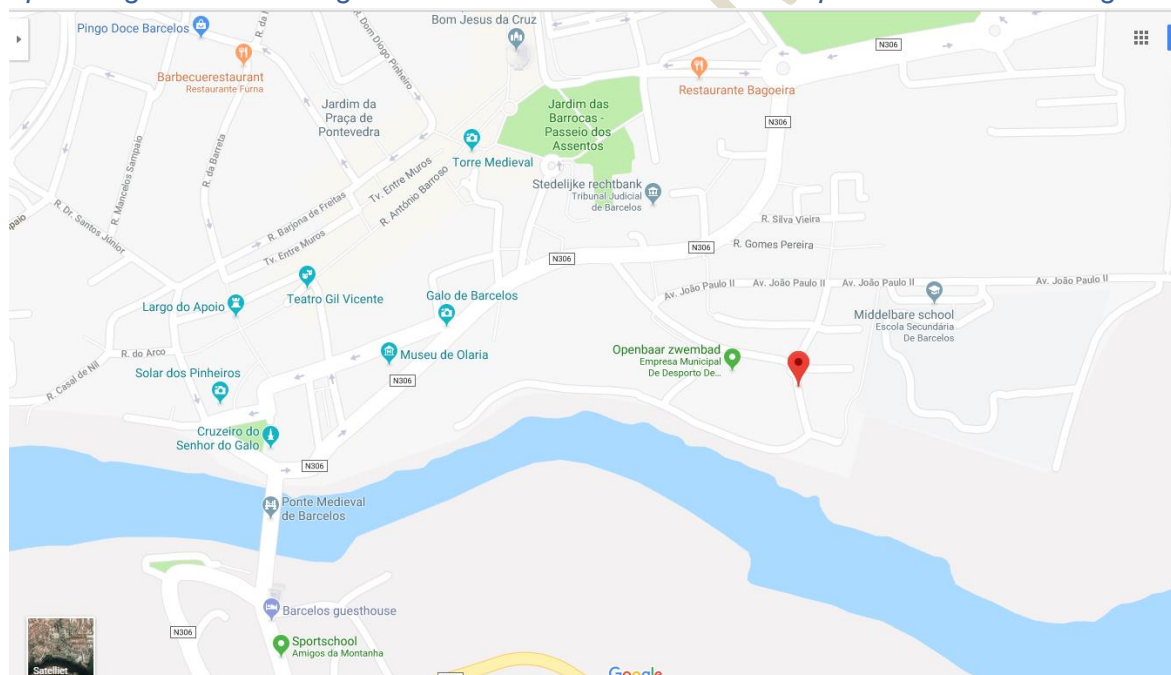 Bom Jesus da Cruz
Pingo Doce Barcelos
N306
Barbecuerestaurant
Restaurante Furna
R. Dom Diogo Pinheiro
Restaurante Bagoeira
Jardim da
Praça de
Pontevedra
Jardim das
Barrocas -
Passeio dos
Assentos
N306
R. Mancelos Sampaio
R. da Barreta
Torre Medieval
Tv. Entre Muros
R. António Barroso
Stedelijke rechtbank
Tribunal Judicial
de Barcelos
R. Dr. Santos Júnior
R. Barjona de Freitas
R. Silva Vieira
N306
R. Gomes Pereira
Tv. Entre Muros
N306
Av. João Paulo II
Av. João Paulo II
Av. João Paulo II
Av. João Paulo II
Teatro Gil Vicente
Galo de Barcelos
Largo do Apoio
Middelbare school
Escola Secundária
De Barcelos
R. do Arco
Museu de Olaria
Openbaar zwembad
Empresa Municipal
De Desporto De...
R. Casal de Nil
Solar dos Pinheiros
N306
Cruzeiro do
Senhor do Galo
N306
Ponte Medieval
de Barcelos
Barcelos guesthouse
N306
Sportschool
Amigos da Montanha
Satelliet
Google
N306